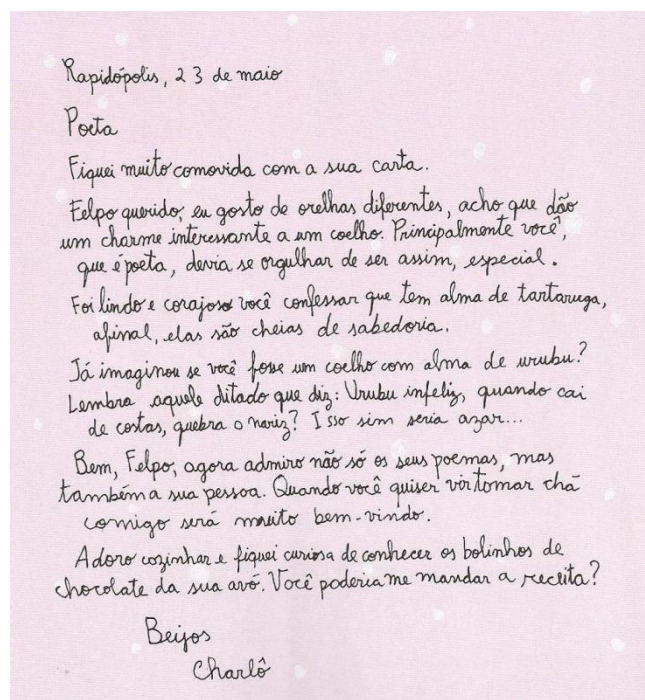 Rapidópolis, 23 de maio
Poeta
Fiquei muito comovida com a sua carta.
Felpo querido, eu gosto de orelhas diferentes, acho que dão
um charme interessante a um coelho. Principalmente você,
que é poeta, devia se orgulhar de ser assim, especial.
Foi lindo e corajoso você confessar que tem alma de tartaruga,
afinal, elas são cheias de sabedoria.
Já imaginou se você fosse um coelho com alma de urubu?
Lembra aquele ditado que diz: Urubu infeliz, quando cai
de costas, quebra o nariz? Isso sim seria azar...
Bem, Felpo, agora admiro não só os seus poemas, mas
também a sua pessoa. Quando você quiser vir tomar chá
comigo será muito bem-vindo.
Adoro cozinhar e fiquei curiosa de conhecer os bolinhos de
chocolate da sua avó. Você poderia me mandar a receita?
Beijos
Charlô